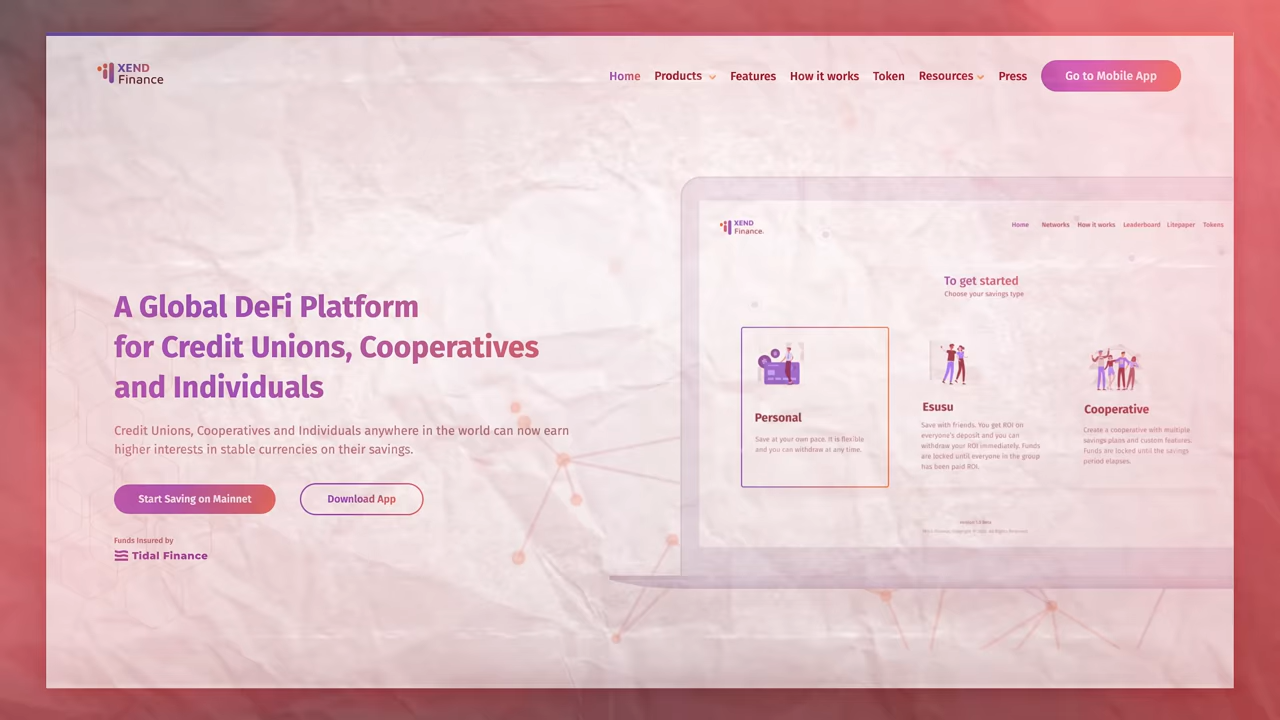 XEND
Finance
Home
Products
Features
How it works
Token
Resources
Press
Go to Mobile App
A Global DeFi Platform
for Credit Unions, Cooperatives
and Individuals
Credit Unions, Cooperatives and Individuals anywhere in the world can now earn
higher interests in stable currencies on their savings.
Start Saving on Mainnet
Download App
Funds Insured by
Tidal Finance
XEND
Finance
Home
Networks
How it works
Leaderboard
Litepaper
Tokens
To get started
Choose your savings type
Personal
Save at your own pace. It is flexible
and you can withdraw at any time.
Esusu
Save with friends. You get ROI on
everyone's deposit and you can
withdraw your ROI immediately. Funds
are locked until everyone in the group
has been paid ROI.
Cooperative
Create a cooperative with multiple
savings plans and custom features.
Funds are locked until the savings
period elapses.